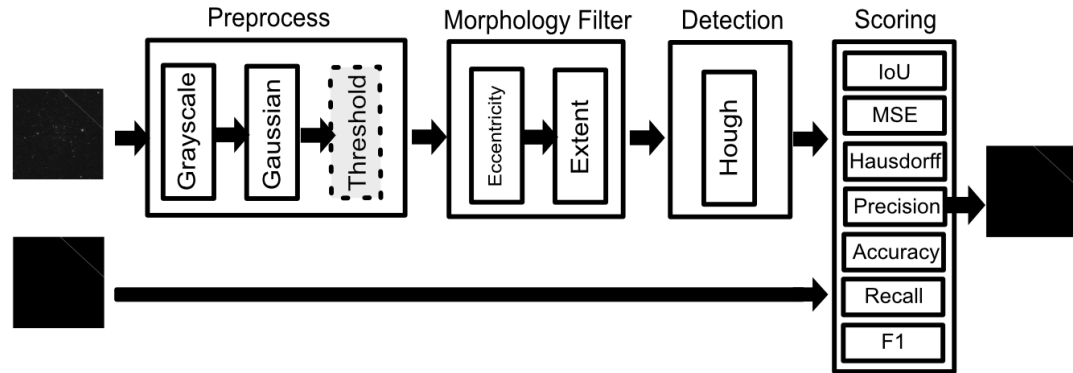 Preprocess
Morphology Filter
Detection
Scoring
Grayscale
Gaussian
Threshold
Eccentricity
Extent
Hough
IoU
MSE
Hausdorff
Precision
Accuracy
Recall
F1